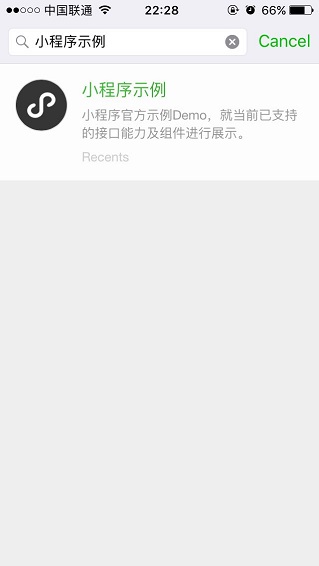 中国联通 22:28 66%
小程序示例 Cancel
小程序示例
小程序官方示例Demo，就当前已支持
的接口能力及组件进行展示。
Recents